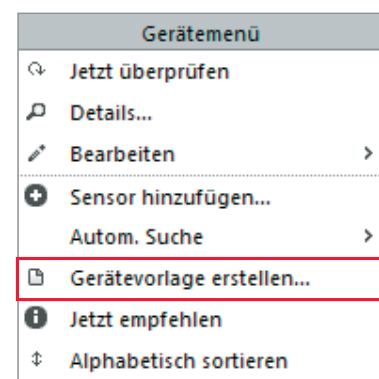 Gerätemenü
Jetzt überprüfen
Details...
Bearbeiten
Sensor hinzufügen...
Autom. Suche
Gerätevorlage erstellen...
Jetzt empfehlen
Alphabetisch sortieren